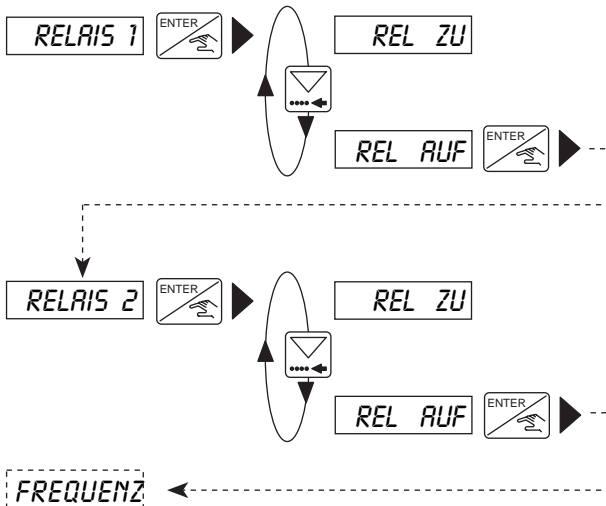 RELAIS 1 ENTER REL ZU
REL AUF ENTER
RELAIS 2 ENTER REL ZU
REL AUF ENTER
FREQUENZ